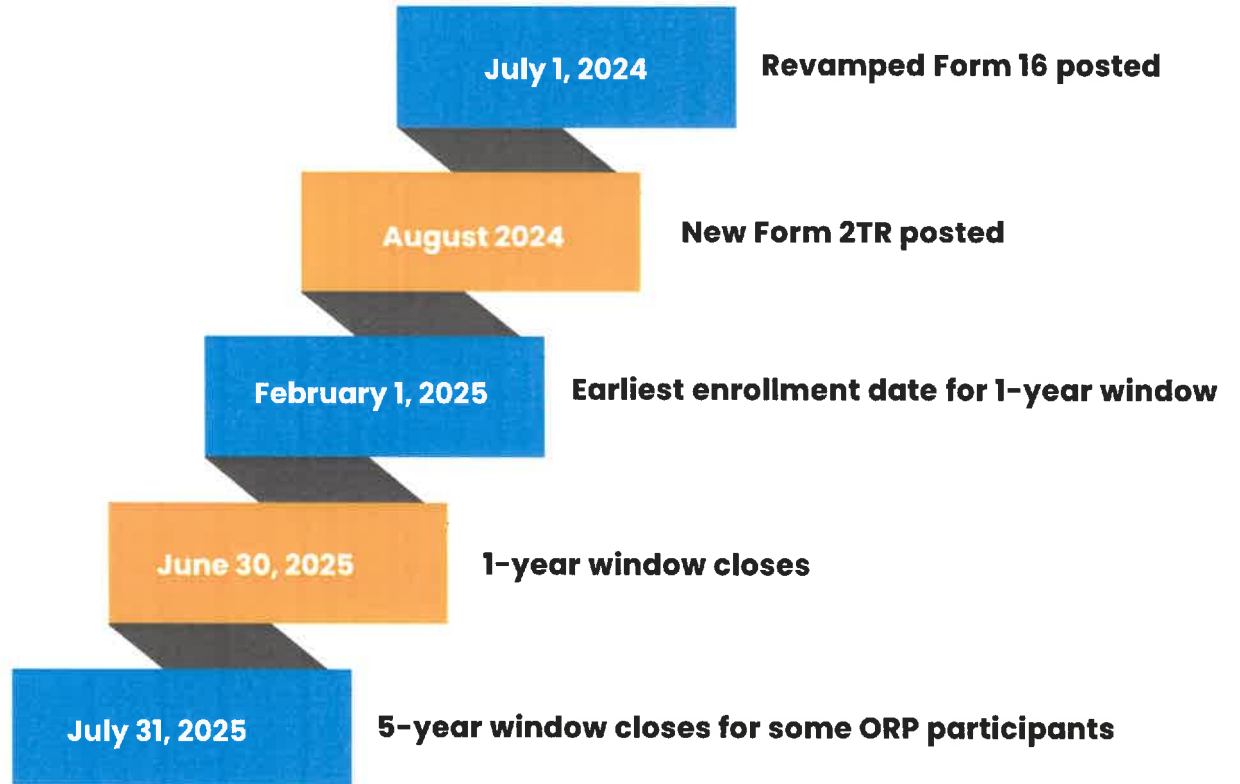 July 1, 2024
Revamped Form 16 posted
August 2024
New Form 2TR posted
February 1, 2025
Earliest enrollment date for 1-year window
June 30, 2025
1-year window closes
July 31, 2025
5-year window closes for some ORP participants